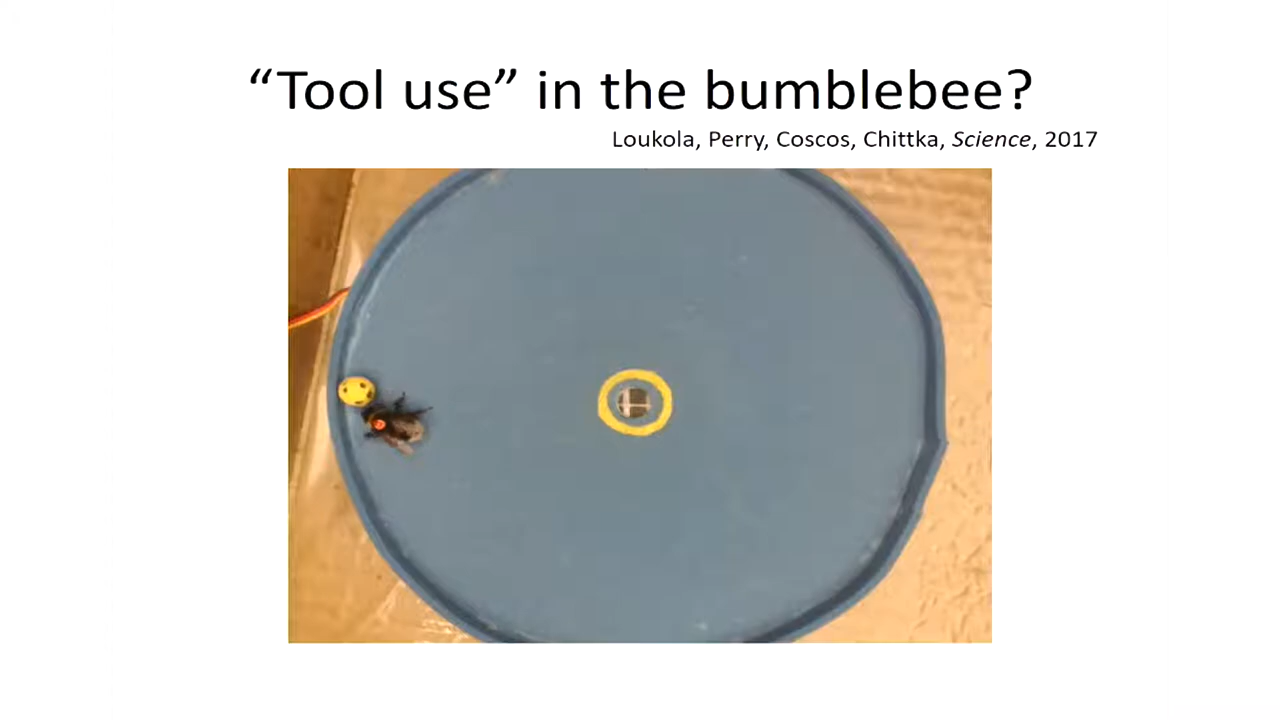 “Tool use” in the bumblebee?
Loukola, Perry, Coscos, Chittka, Science, 2017